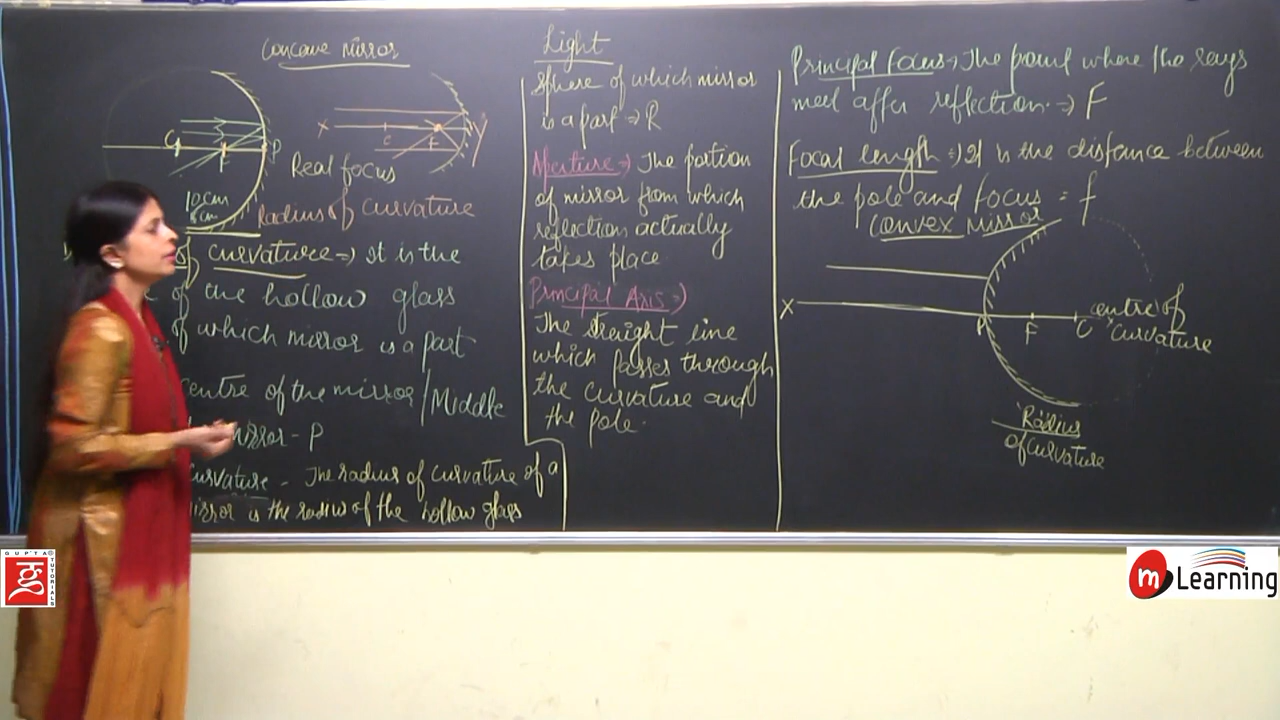 Concave Mirror
C
F
P
X
C
F
Y
Real focus
10cm
8cm
Radius of curvature
of curvature => It is the
of the hollow glass
of which mirror is a part
centre of the mirror / Middle
mirror - P
curvature - The radius of curvature of a
mirror is the radius of the hollow glass
Light
sphere of which mirror
is a part => R
Aperture => The portion
of mirror from which
reflection actually
takes place
Principal Axis =>
The straight line
which passes through
the curvature and
the pole.
Principal focus => The point where the rays
meet after reflection => F
Focal length => It is the distance between
the pole and focus = f
Convex Mirror
X
P
F
C
centre of
curvature
Radius
of curvature
GUPTA TUTORIALS
m Learning